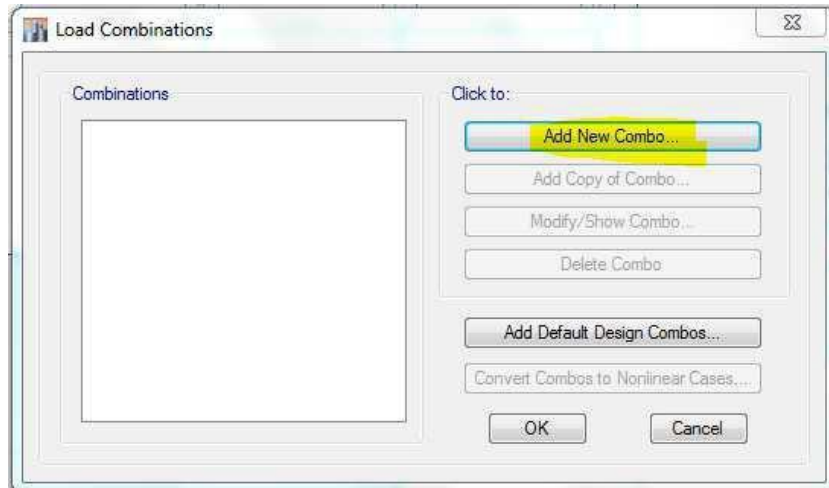 Load Combinations
Combinations
Click to:
Add New Combo...
Add Copy of Combo...
Modify/Show Combo...
Delete Combo
Add Default Design Combos...
Convert Combos to Nonlinear Cases...
OK
Cancel